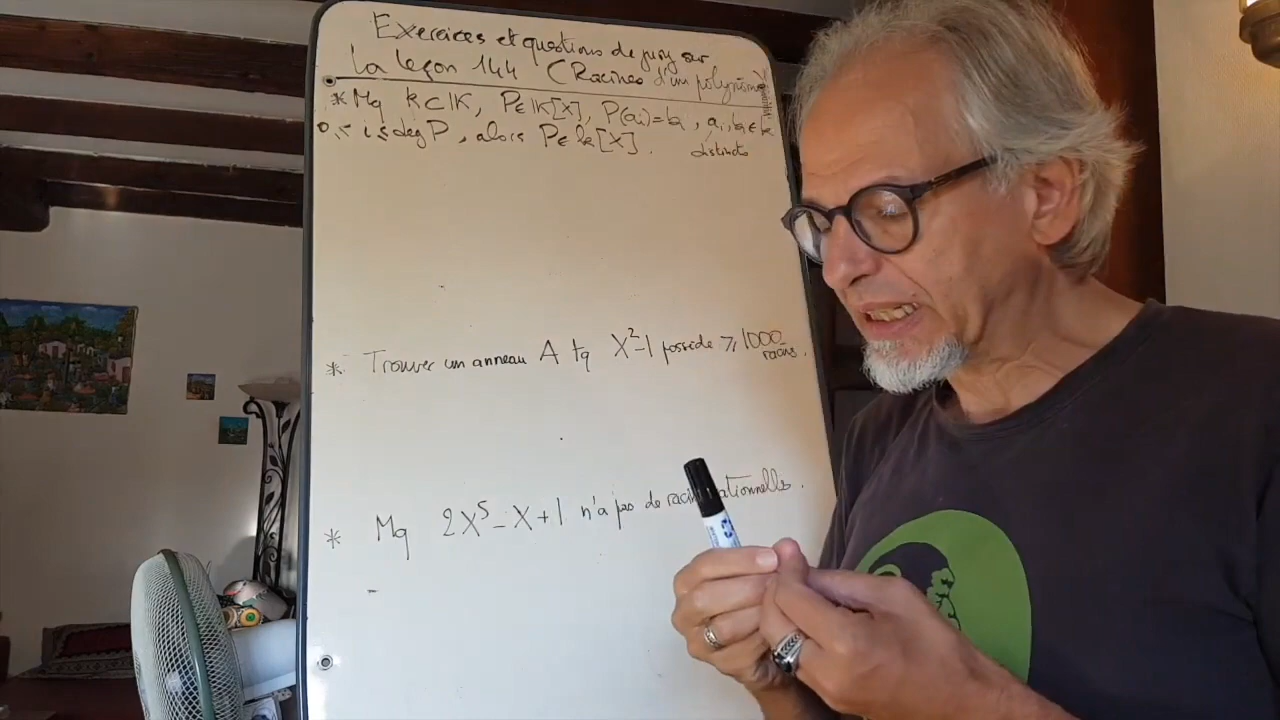 Exercices et questions de jury sur
la leçon 144 (Racines d'un polynôme)
* Mq k⊂K, P∈K[X], P(ai)=bi, ai,bi∈k
0≤i≤deg P, alors P∈k[X]. distincts
* Trouver un anneau A tq X²-1 possède ⩾1000 racines.
* Mq 2X⁵-X+1 n'a pas de rationnelles.